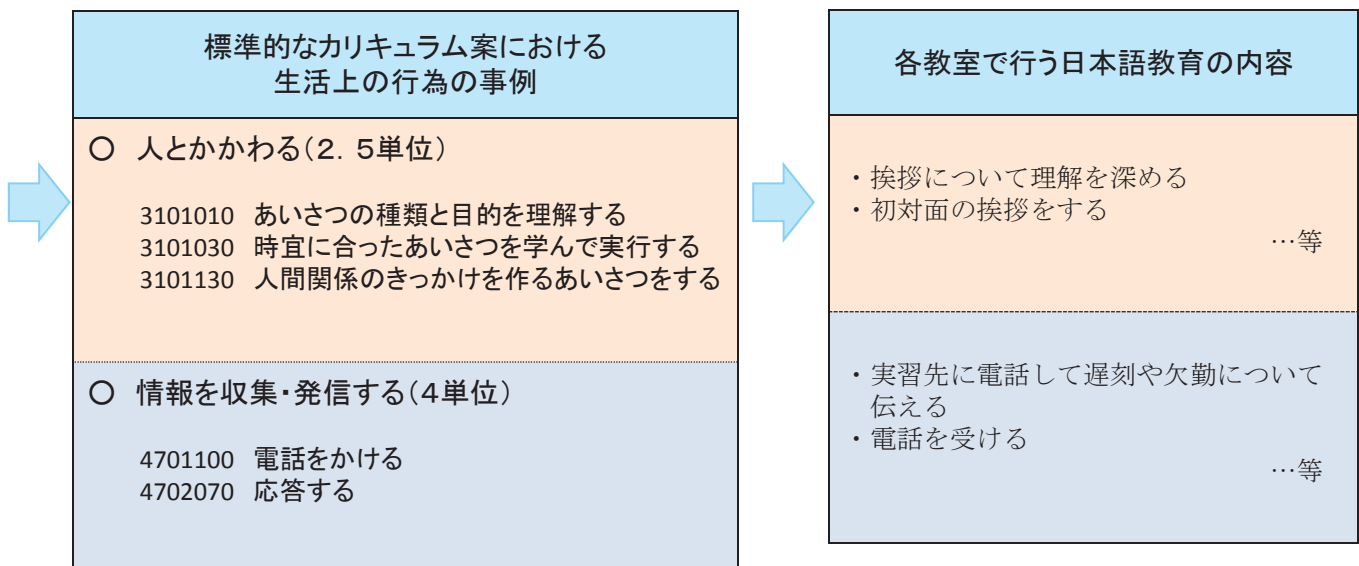 標準的なカリキュラム案における
生活上の行為の事例
○ 人とかかわる(2.5単位)
3101010 あいさつの種類と目的を理解する
3101030 時宜に合ったあいさつを学んで実行する
3101130 人間関係のきっかけを作るあいさつをする
○ 情報を収集・発信する(4単位)
4701100 電話をかける
4702070 応答する
各教室で行う日本語教育の内容
・挨拶について理解を深める
・初対面の挨拶をする
…等
・実習先に電話して遅刻や欠勤について
伝える
・電話を受ける
…等